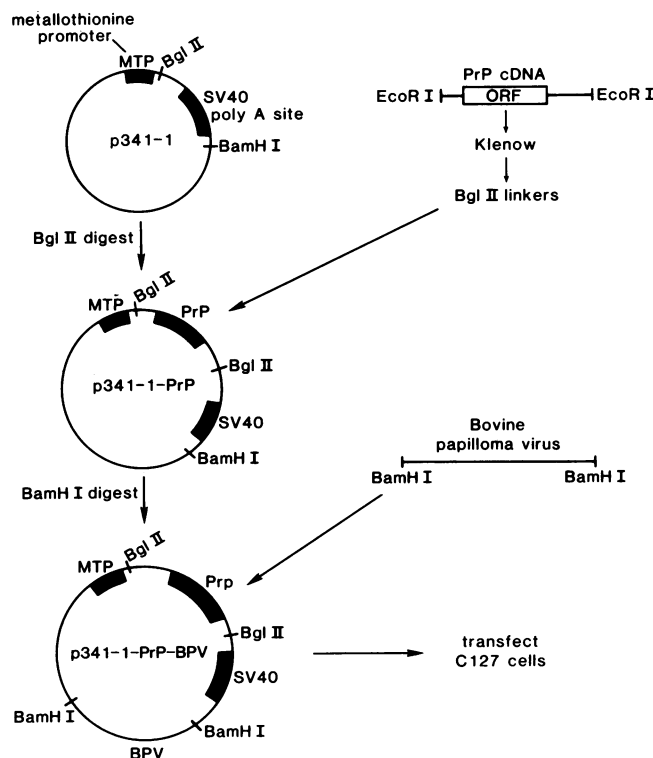 metallothionine
promoter
MTP
Bgl II
SV40
poly A site
p341-1
BamH I
PrP cDNA
EcoR I
ORF
EcoR I
Klenow
Bgl II linkers
Bgl II digest
MTP
Bgl II
PrP
Bgl II
p341-1-PrP
SV40
BamH I
Bovine
papilloma virus
BamH I
BamH I
BamH I digest
MTP
Bgl II
Prp
Bgl II
p341-1-PrP-BPV
SV40
transfect
C127 cells
BamH I
BamH I
BPV